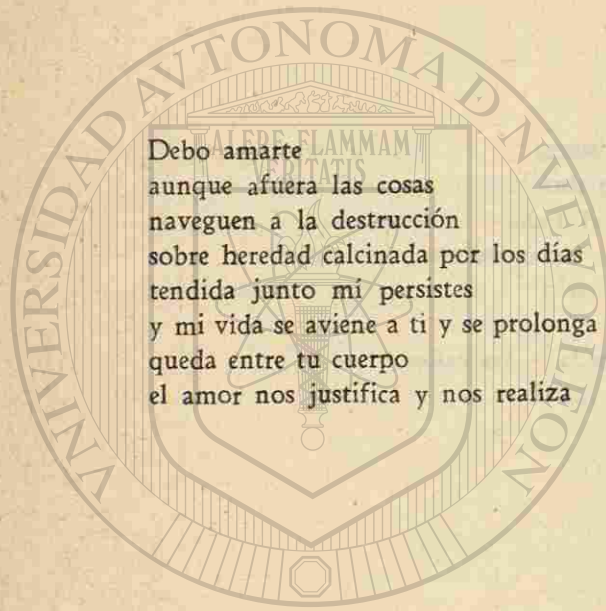 UNIVERSIDAD AUTONOMA DE NUEVO LEON
ALERE FLAMMAM
VERITATIS
Debo amarte
aunque afuera las cosas
naveguen a la destrucción
sobre heredad calcinada por los días
tendida junto mí persistes
y mi vida se aviene a ti y se prolonga
queda entre tu cuerpo
el amor nos justifica y nos realiza